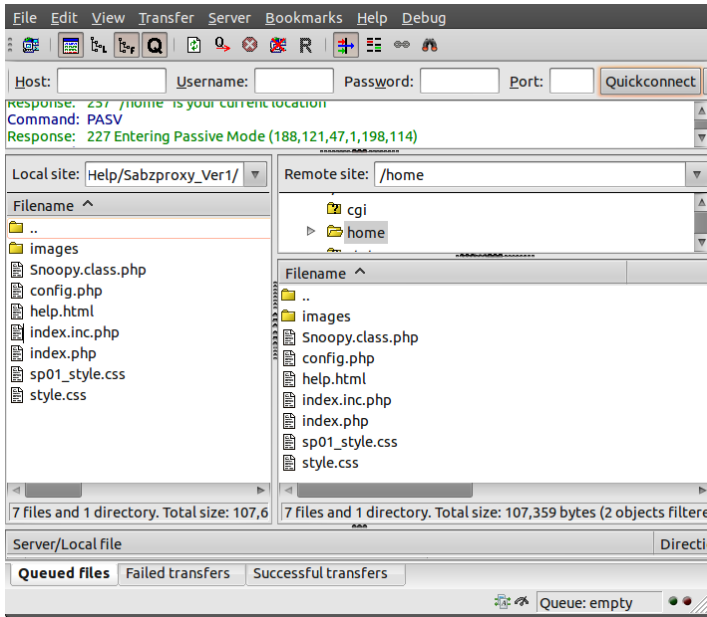 File Edit View Transfer Server Bookmarks Help Debug
Host: Username: Password: Port: Quickconnect
Response: 257 "/home" is your current location
Command: PASV
Response: 227 Entering Passive Mode (188,121,47,1,198,114)
Local site: Help/Sabzproxy_Ver1/
Filename
..
images
Snoopy.class.php
config.php
help.html
index.inc.php
index.php
sp01_style.css
style.css
7 files and 1 directory. Total size: 107,6
Remote site: /home
cgi
home
Filename
..
images
Snoopy.class.php
config.php
help.html
index.inc.php
index.php
sp01_style.css
style.css
7 files and 1 directory. Total size: 107,359 bytes (2 objects filtere
Server/Local file Directi
Queued files Failed transfers Successful transfers
Queue: empty